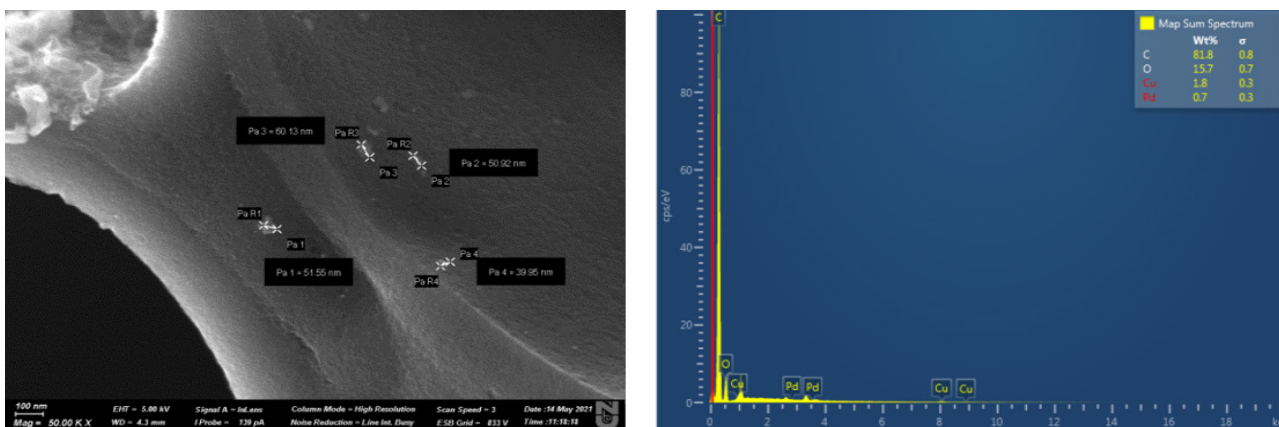 Pa 3 = 60.13 nm
Pa R3
Pa R2
Pa 3
Pa 2
Pa 2 = 50.92 nm
Pa R1
Pa 1
Pa 1 = 51.55 nm
Pa 4
Pa R4
Pa 4 = 39.95 nm
100 nm
Mag = 50.00 K X
EHT = 5.00 kV
WD = 4.3 mm
Signal A = InLens
I Probe = 139 pA
Column Mode = High Resolution
Noise Reduction = Line Int. Busy
Scan Speed = 3
ESB Grid = 833 V
Date :14 May 2021
Time :11:18:18
C
Map Sum Spectrum
Wt% σ
C 81.8 0.8
O 15.7 0.7
Cu 1.8 0.3
Pd 0.7 0.3
80
60
cps/eV
40
20
0
O
Cu
Pd
Pd
Cu
Cu
0 2 4 6 8 10 12 14 16 18